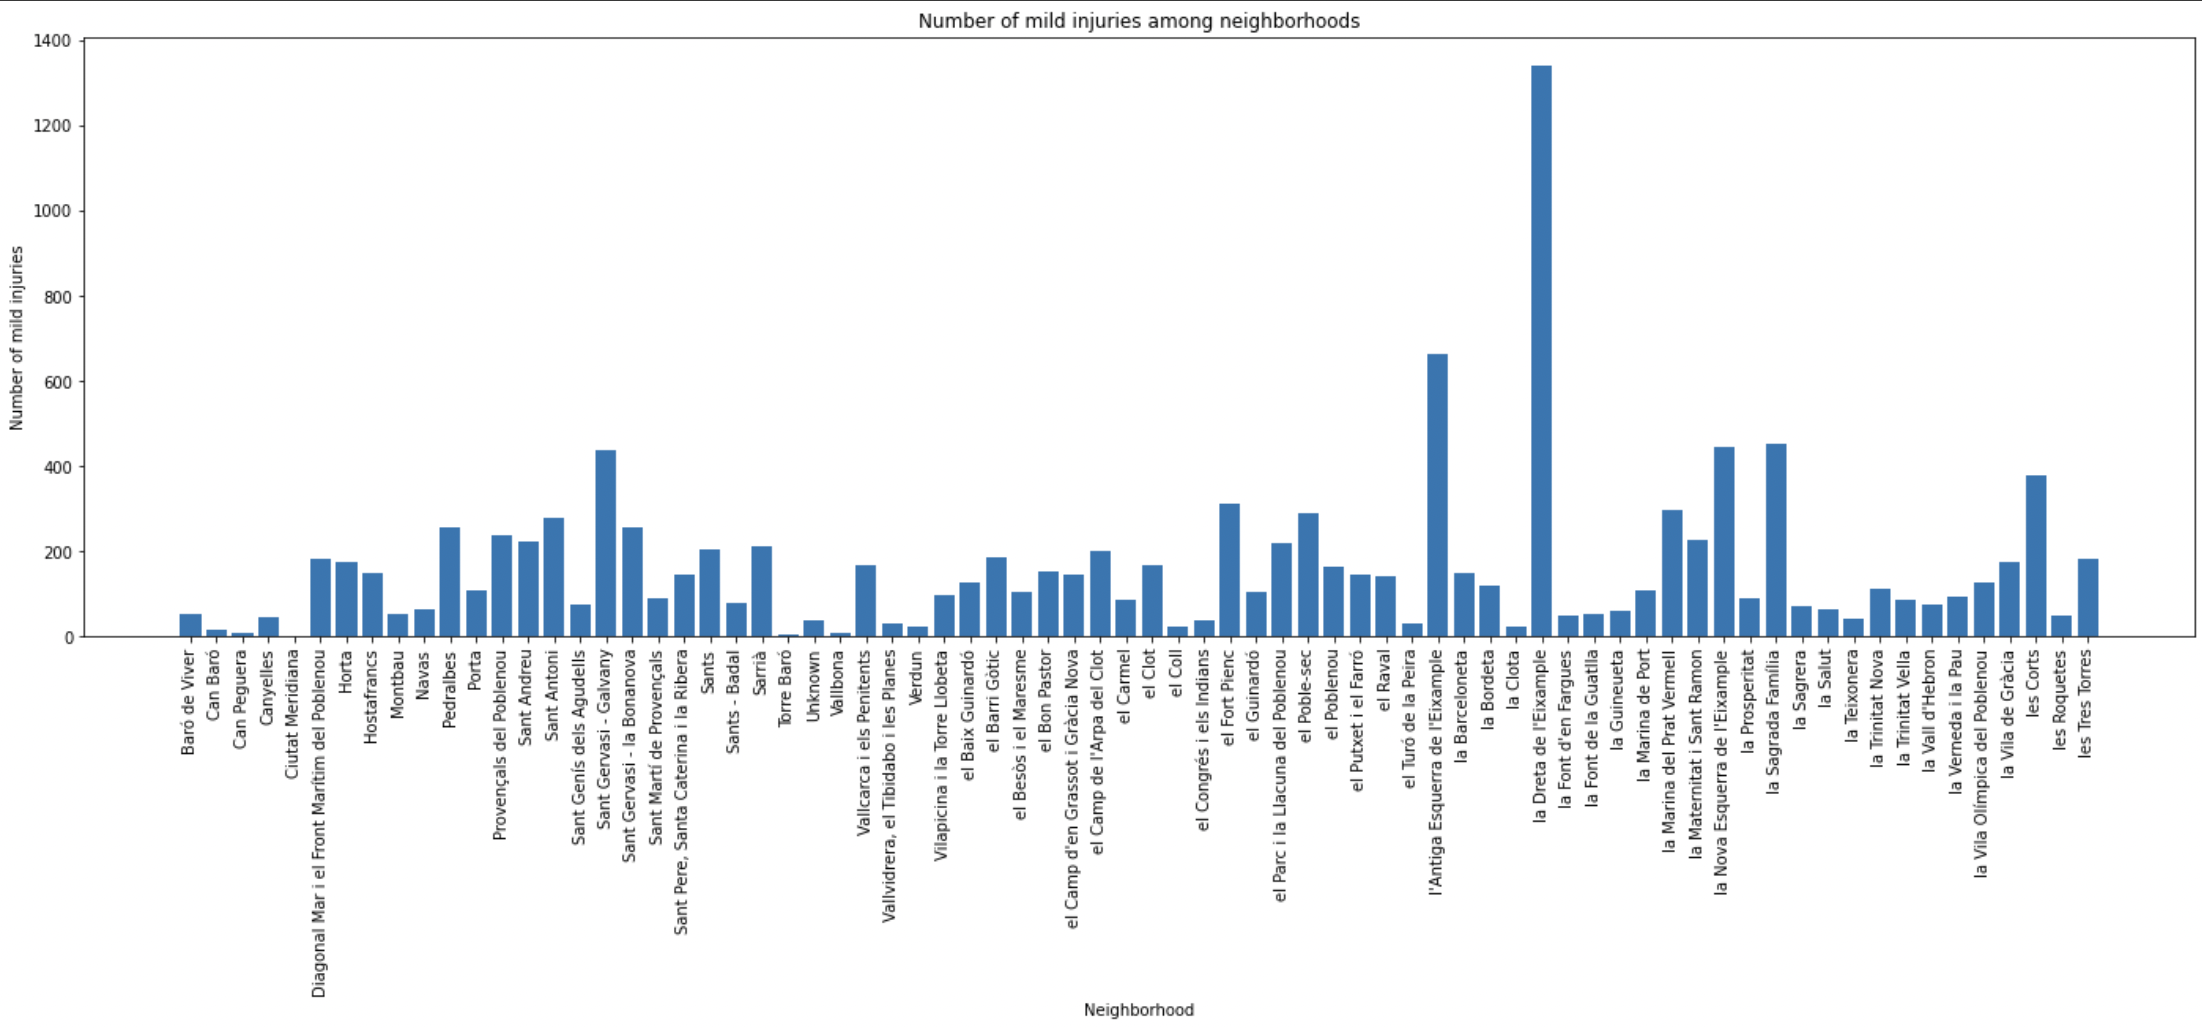 Number of mild injuries among neighborhoods
1400
1200
1000
800
600
400
200
0
Number of mild injuries
Baró de Viver
Can Baró
Can Peguera
Canyelles
Ciutat Meridiana
Diagonal Mar i el Front Marítim del Poblenou
Horta
Hostafrancs
Montbau
Navas
Pedralbes
Porta
Provençals del Poblenou
Sant Andreu
Sant Antoni
Sant Genís dels Agudells
Sant Gervasi - Galvany
Sant Gervasi - la Bonanova
Sant Martí de Provençals
Sant Pere, Santa Caterina i la Ribera
Sants
Sants - Badal
Sarrià
Torre Baró
Unknown
Vallbona
Vallcarca i els Penitents
Vallvidrera, el Tibidabo i les Planes
Verdun
Vilapicina i la Torre Llobeta
el Baix Guinardó
el Barri Gòtic
el Besòs i el Maresme
el Bon Pastor
el Camp d'en Grassot i Gràcia Nova
el Camp de l'Arpa del Clot
el Carmel
el Clot
el Coll
el Congrés i els Indians
el Fort Pienc
el Guinardó
el Parc i la Llacuna del Poblenou
el Poble-sec
el Poblenou
el Putxet i el Farró
el Raval
el Turó de la Peira
l'Antiga Esquerra de l'Eixample
la Barceloneta
la Bordeta
la Clota
la Dreta de l'Eixample
la Font d'en Fargues
la Font de la Guatlla
la Guineueta
la Marina de Port
la Marina del Prat Vermell
la Maternitat i Sant Ramon
la Nova Esquerra de l'Eixample
la Prosperitat
la Sagrada Família
la Sagrera
la Salut
la Teixonera
la Trinitat Nova
la Trinitat Vella
la Vall d'Hebron
la Verneda i la Pau
la Vila Olímpica del Poblenou
la Vila de Gràcia
les Corts
les Roquetes
les Tres Torres
Neighborhood